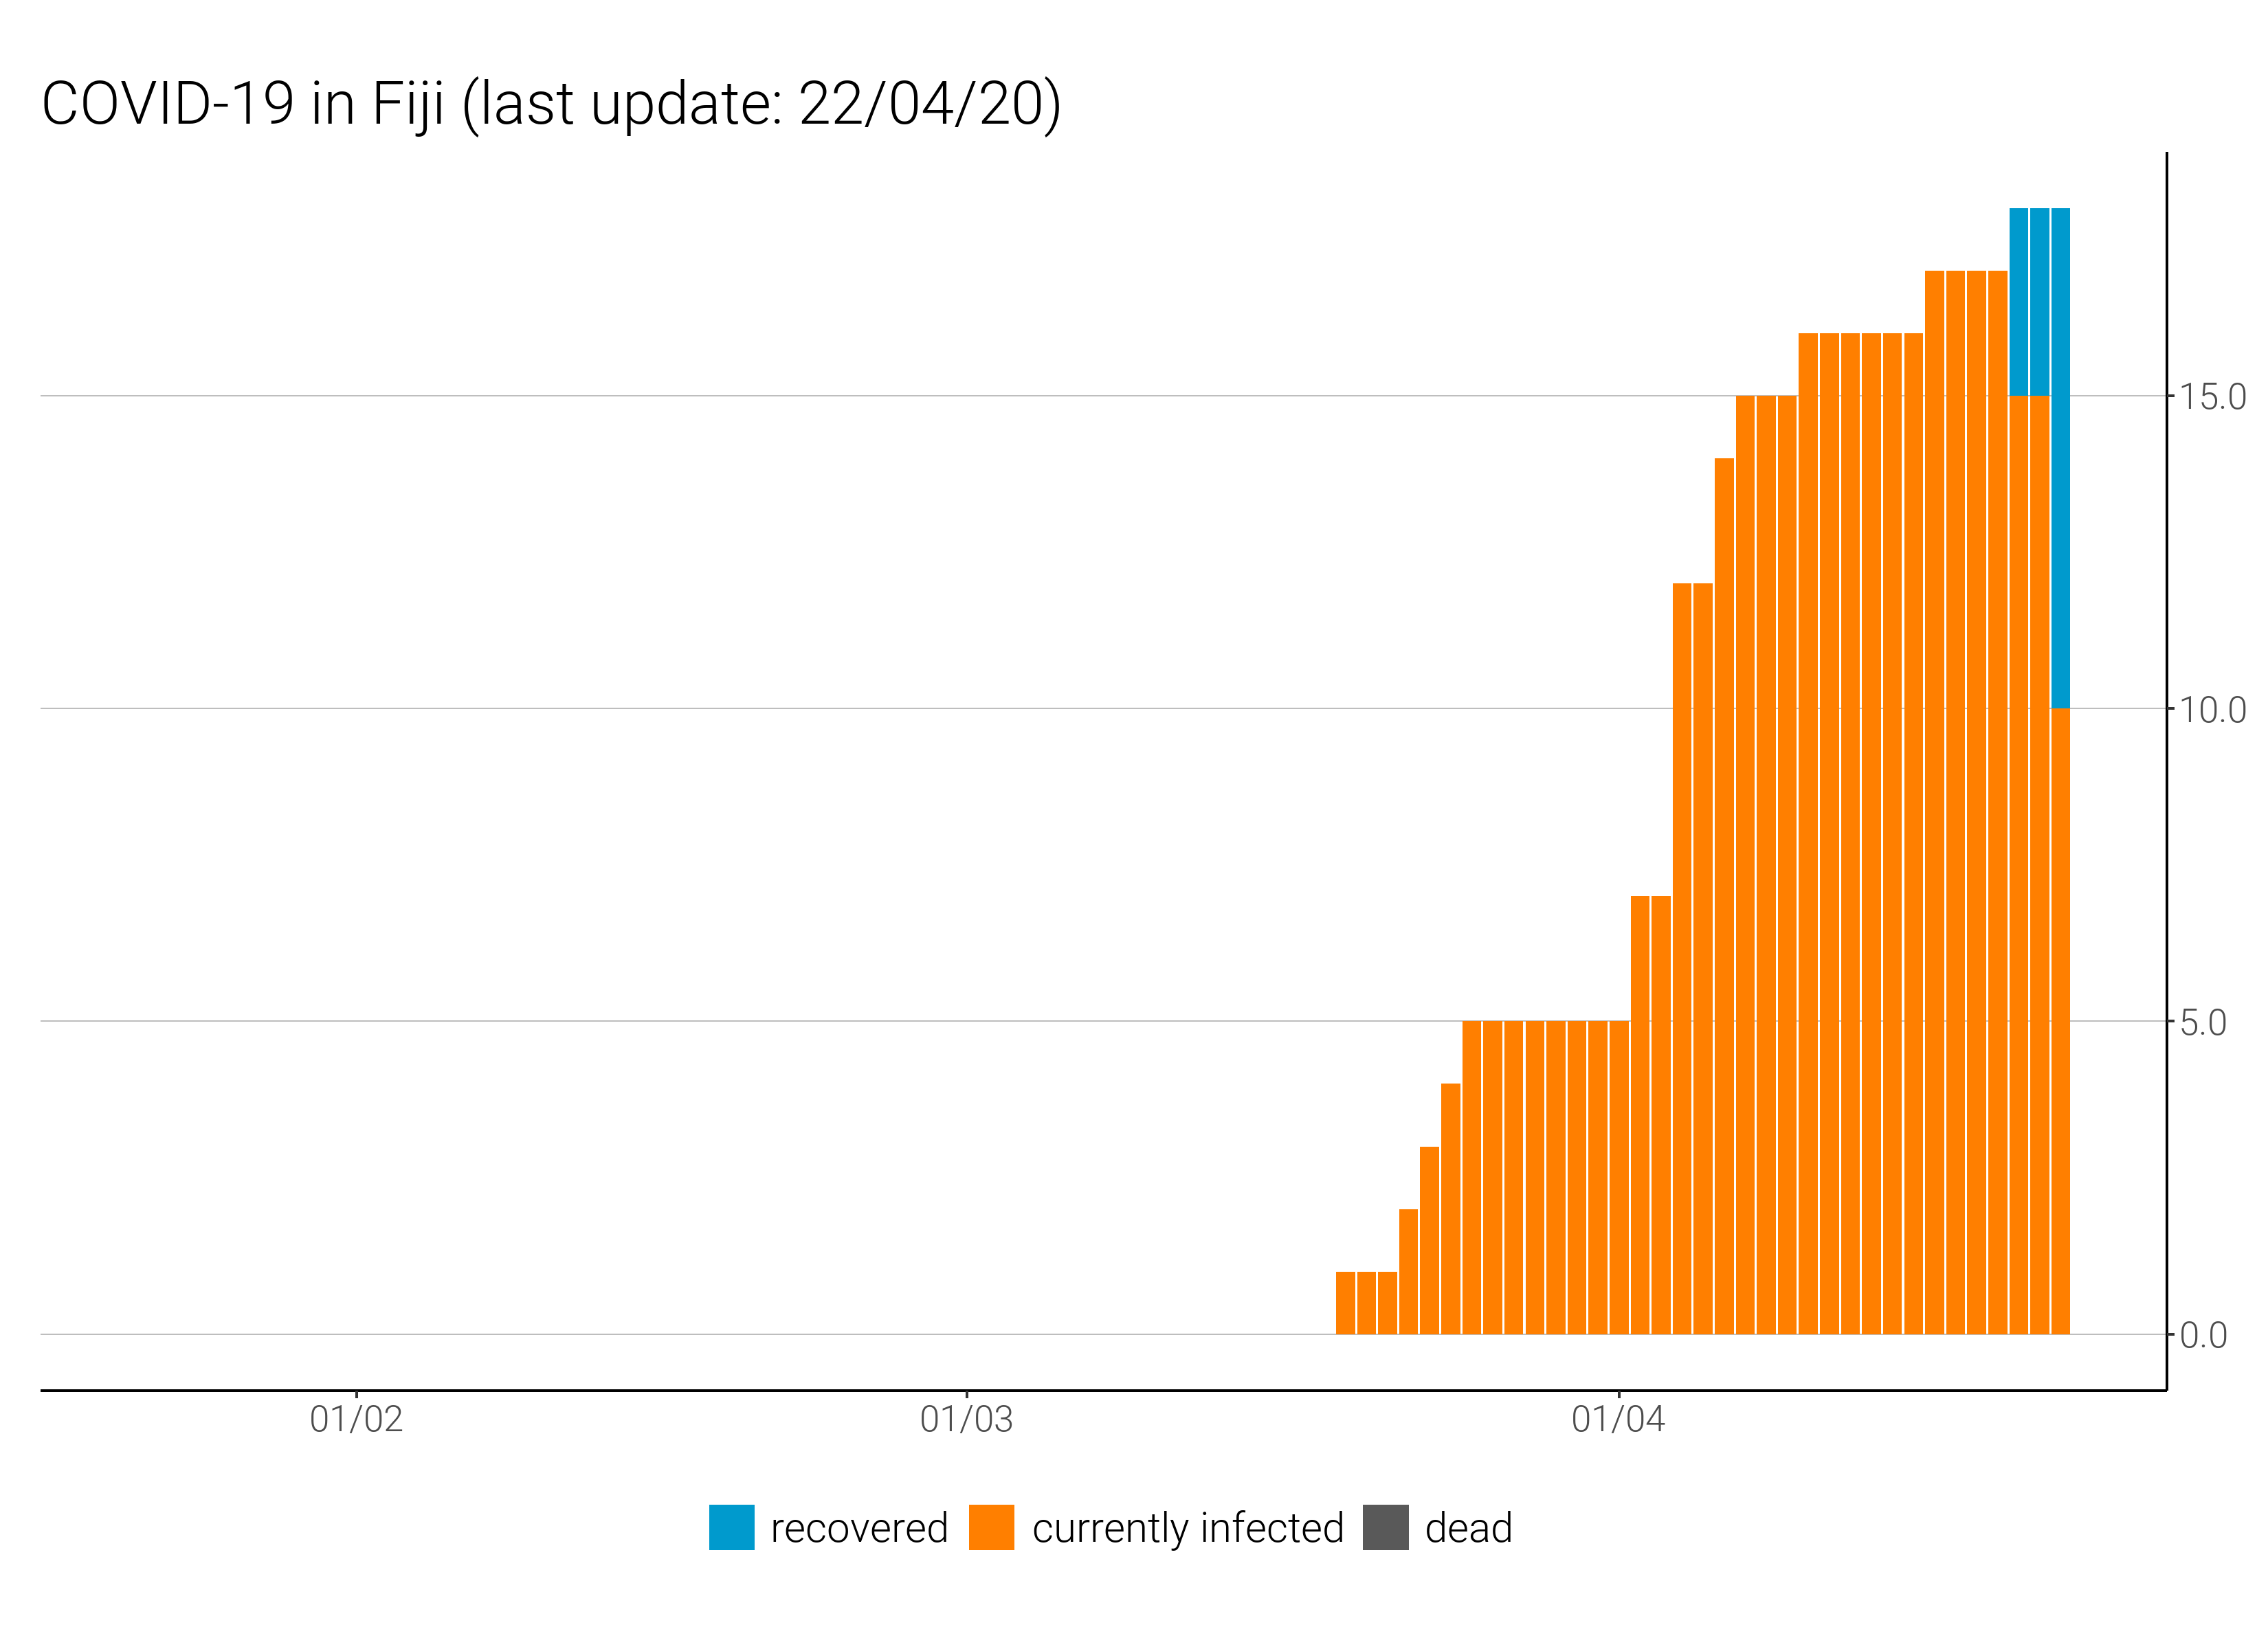 COVID-19 in Fiji (last update: 22/04/20)
15.0
10.0
5.0
0.0
01/02 01/03 01/04
recovered currently infected dead